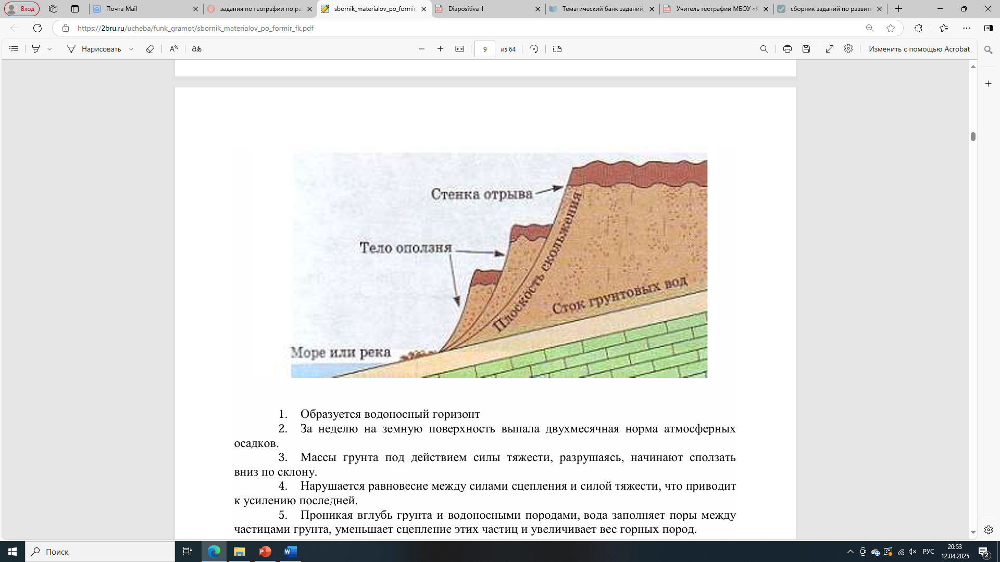 Вход
Почта Mail
задания по географии по ра
sbornik_materialov_po_formir
Diapositiva 1
Тематический банк заданий,
Учитель географии МБОУ «К
сборник заданий по развити
https://2bru.ru/ucheba/funk_gramot/sbornik_materialov_po_formir_fk.pdf
Нарисовать
аあ
9
из 64
Изменить с помощью Acrobat
Стенка отрыва
Тело оползня
Плоскость скольжения
Сток грунтовых вод
Море или река
1. Образуется водоносный горизонт
2. За неделю на земную поверхность выпала двухмесячная норма атмосферных
осадков.
3. Массы грунта под действием силы тяжести, разрушаясь, начинают сползать
вниз по склону.
4. Нарушается равновесие между силами сцепления и силой тяжести, что приводит
к усилению последней.
5. Проникая вглубь грунта и водоносными породами, вода заполняет поры между
частицами грунта, уменьшает сцепление этих частиц и увеличивает вес горных пород.
Поиск
РУС
20:53
12.04.2025
2